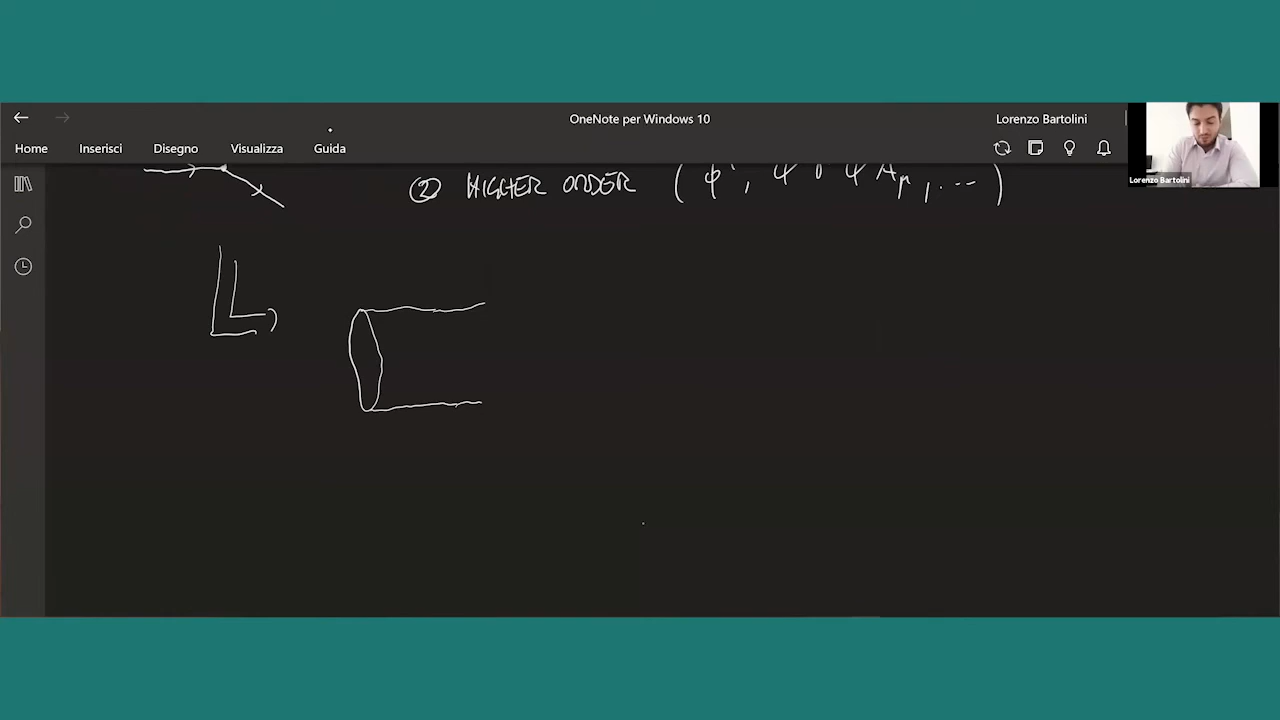 OneNote per Windows 10
Lorenzo Bartolini
Home Inserisci Disegno Visualizza Guida
Lorenzo Bartolini
② HIGHER ORDER (